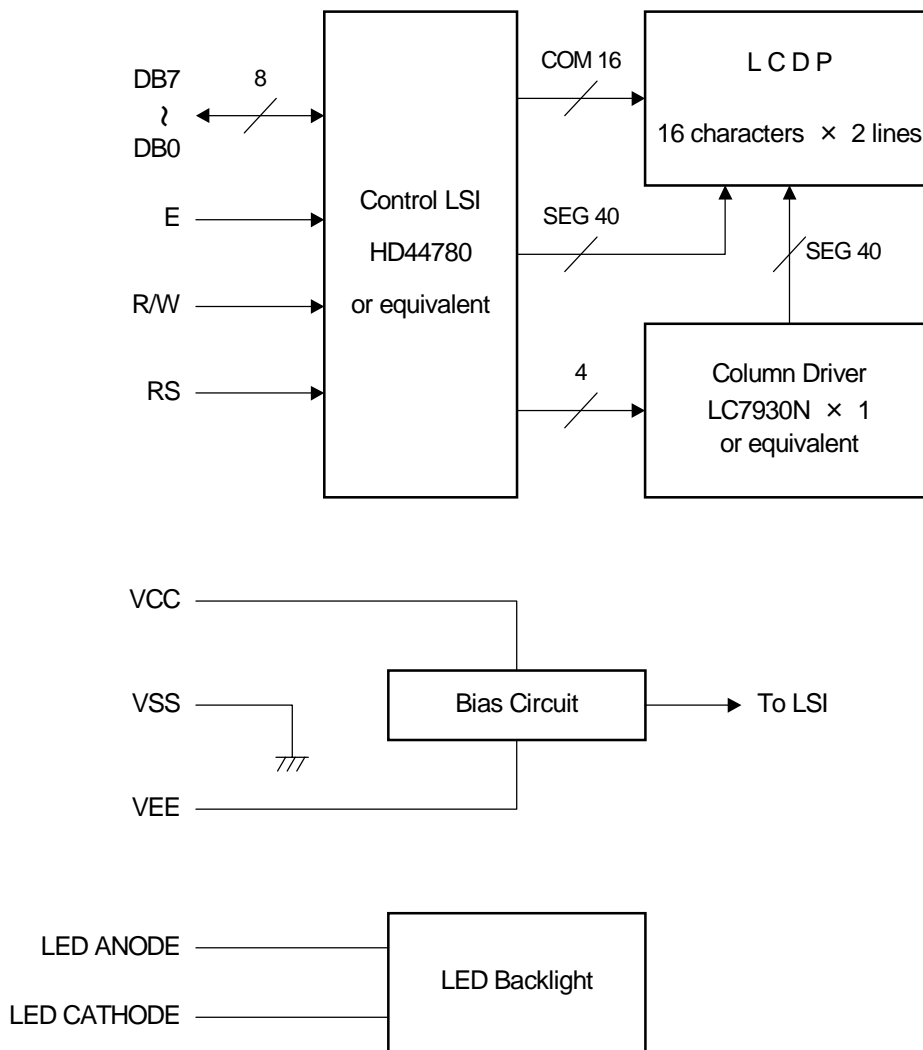 DB7
~
DB0
8
E
R/W
RS
Control LSI
HD44780
or equivalent
COM 16
SEG 40
4
L C D P
16 characters × 2 lines
SEG 40
Column Driver
LC7930N × 1
or equivalent
VCC
VSS
VEE
Bias Circuit
To LSI
LED ANODE
LED CATHODE
LED Backlight